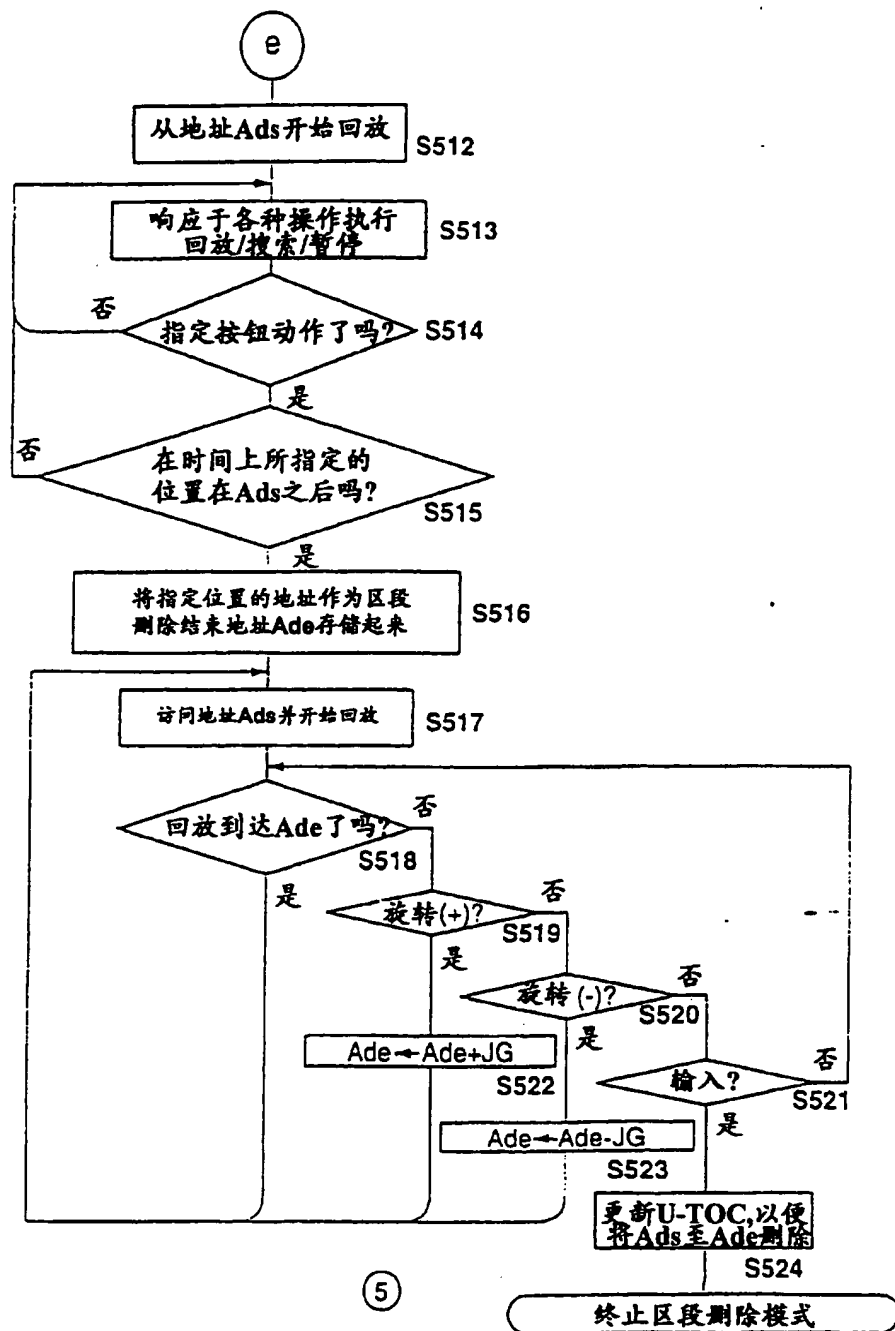 e
从地址Ads开始回放
S512
响应于各种操作执行
回放/搜索/暂停
S513
否
指定按钮动作了吗?
S514
是
否
在时间上所指定的
位置在Ads之后吗?
S515
是
将指定位置的地址作为区段
删除结束地址Ade存储起来
S516
访问地址Ads并开始回放
S517
否
回放到达Ade了吗?
S518
是
否
旋转(+)?
S519
是
否
旋转(-)?
S520
是
Ade←Ade+JG
S522
否
输入?
S521
是
Ade←Ade-JG
S523
更新U-TOC,以便
将Ads至Ade删除
S524
5
终止区段删除模式